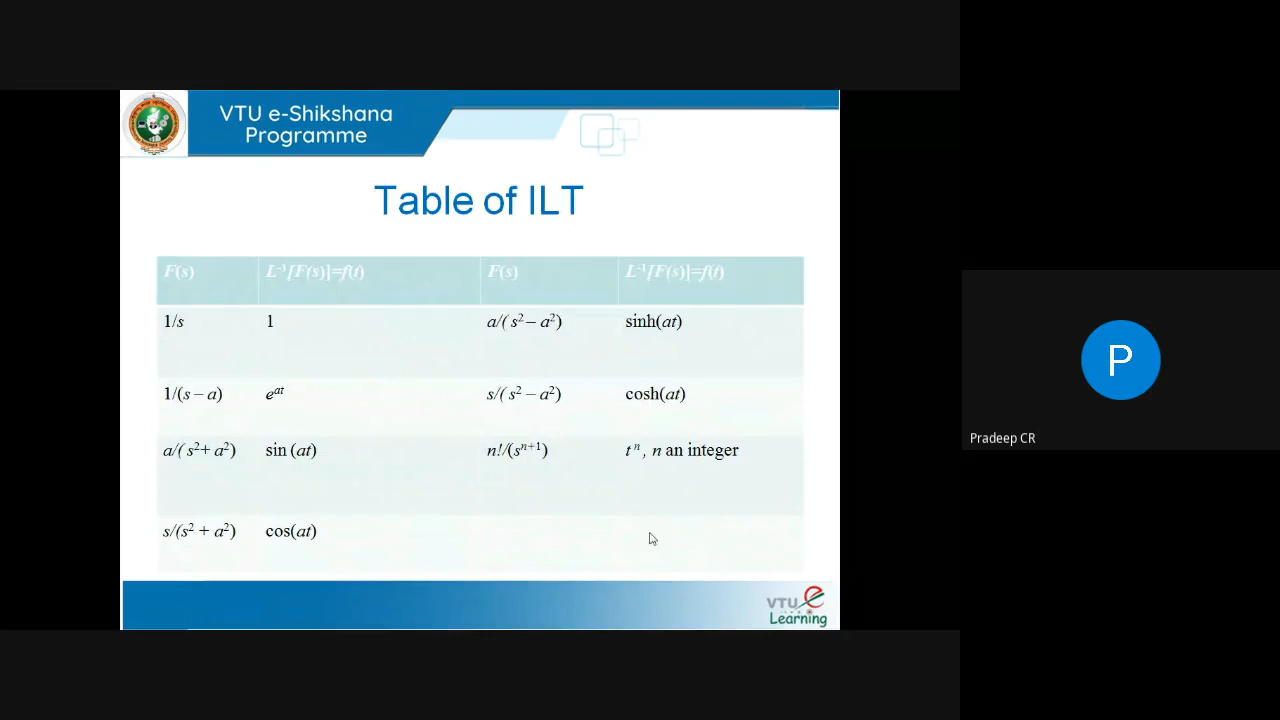 VTU e-Shikshana
Programme
Table of ILT
F(s) L⁻¹[F(s)]=f(t) F(s) L⁻¹[F(s)]=f(t)
1/s 1 a/( s² – a²) sinh(at)
1/(s – a) eᵃᵗ s/( s² – a²) cosh(at)
a/( s²+ a²) sin (at) n!/(sⁿ⁺¹) t ⁿ , n an integer
s/(s² + a²) cos(at)
VTU e
Learning
P
Pradeep CR